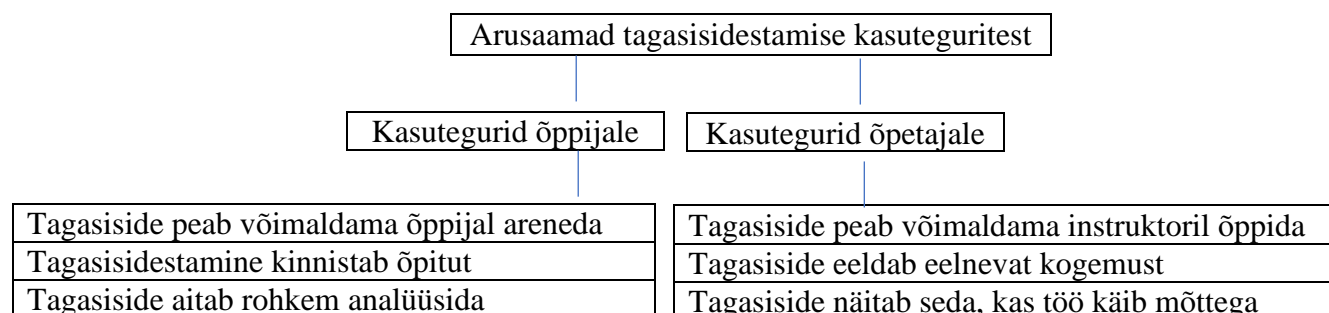 Arusaamad tagasisidestamise kasuteguritest
Kasutegurid õppijale
Kasutegurid õpetajale
Tagasiside peab võimaldama õppijal areneda
Tagasisidestamine kinnistab õpitut
Tagasiside aitab rohkem analüüsida
Tagasiside peab võimaldama instruktoril õppida
Tagasiside eeldab eelnevat kogemust
Tagasiside näitab seda, kas töö käib mõttega